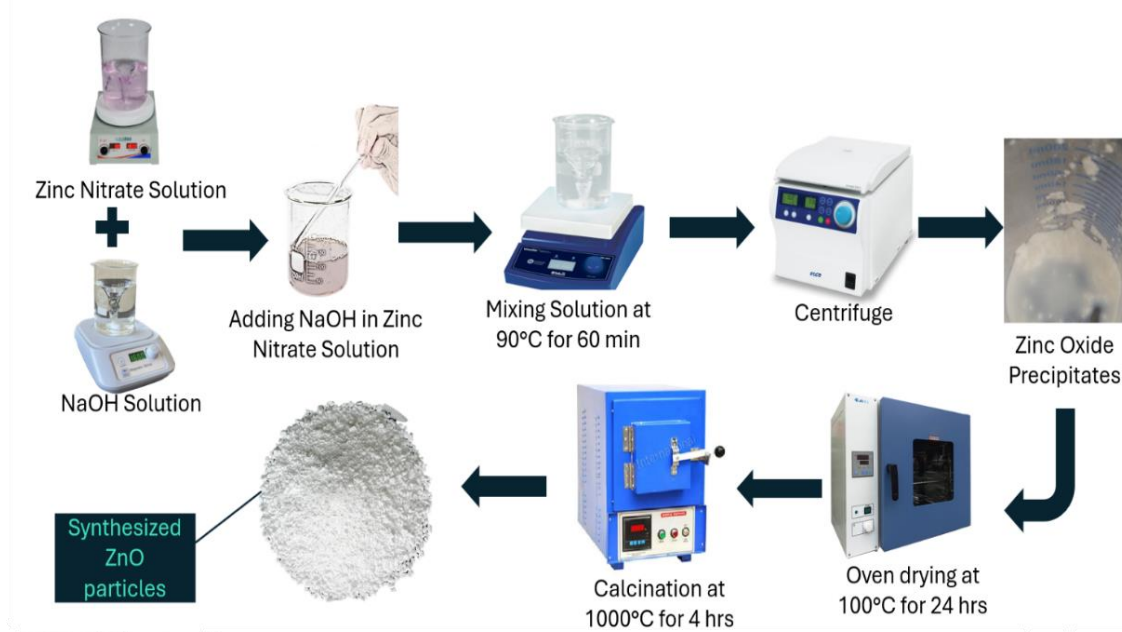 Zinc Nitrate Solution
NaOH Solution
Adding NaOH in Zinc
Nitrate Solution
Mixing Solution at
90°C for 60 min
Centrifuge
Zinc Oxide
Precipitates
Oven drying at
100°C for 24 hrs
Calcination at
1000°C for 4 hrs
Synthesized
ZnO
particles